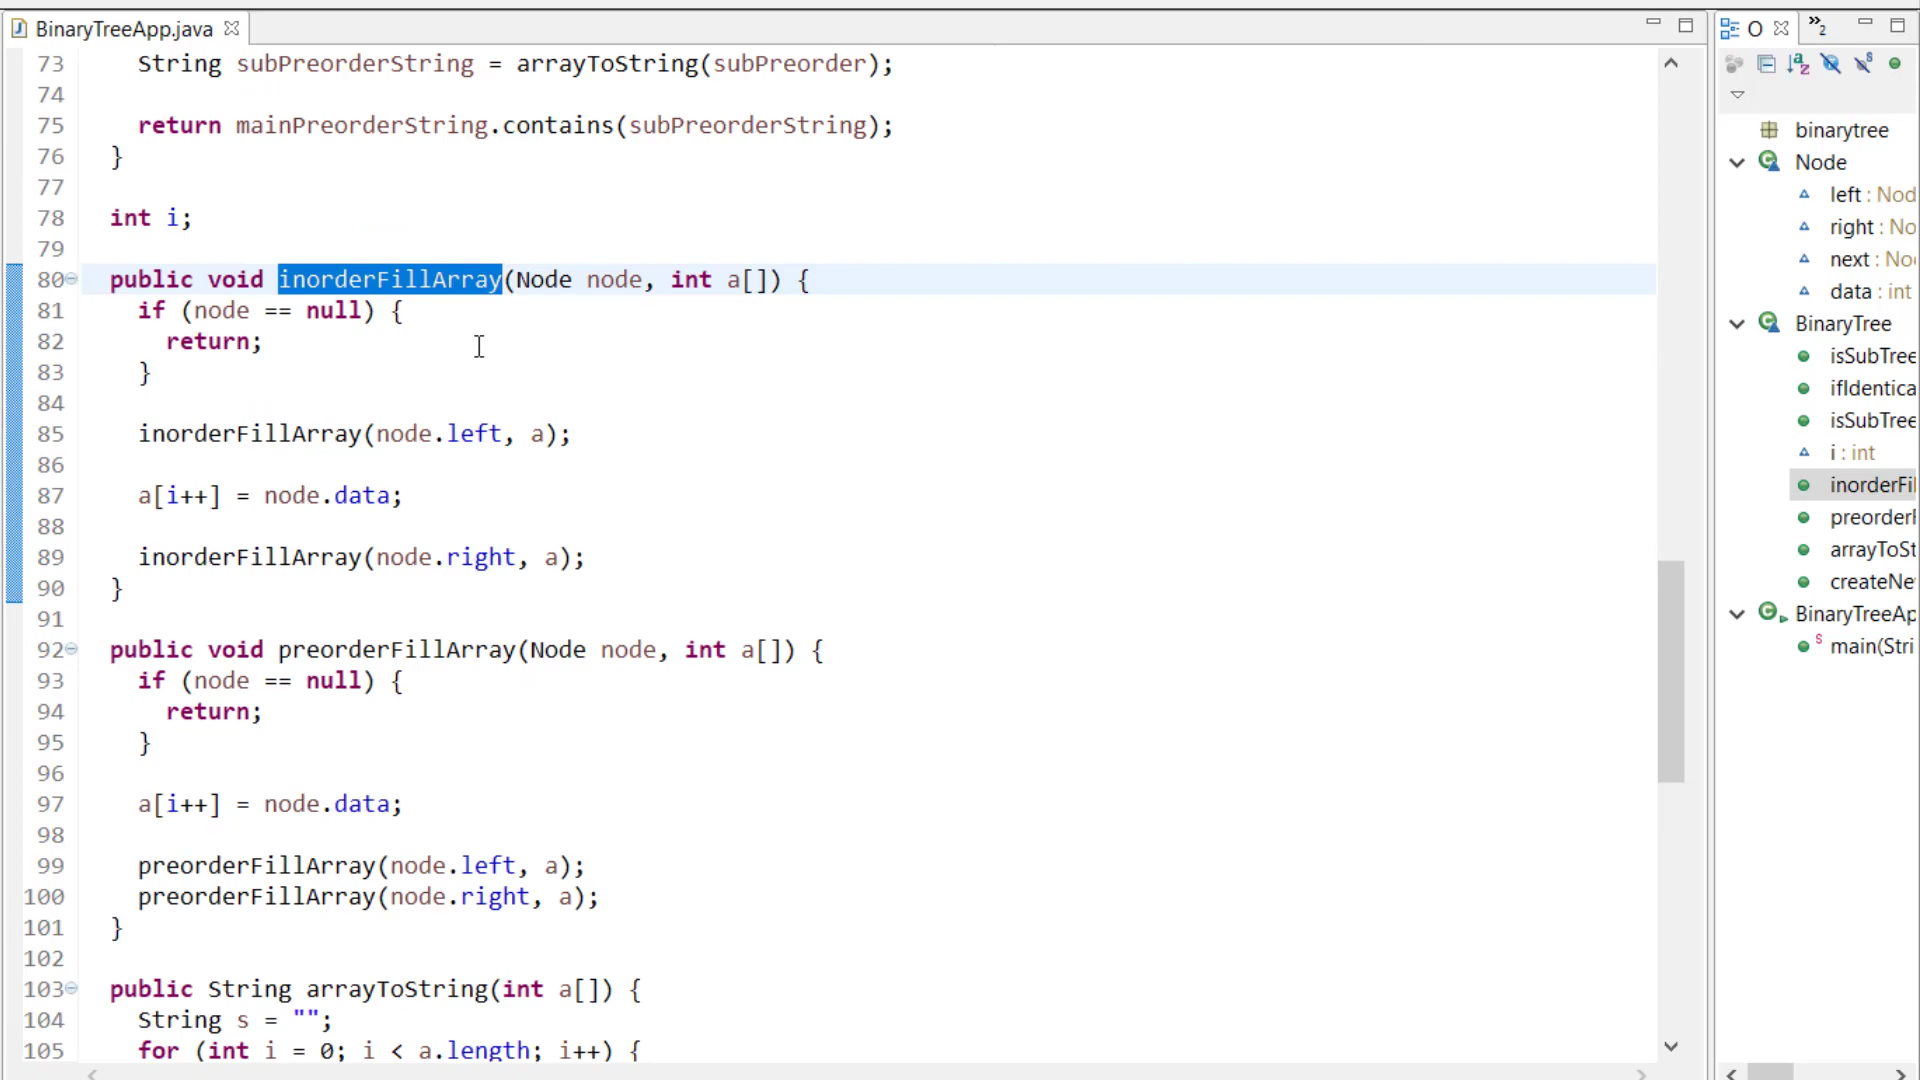 BinaryTreeApp.java
73 String subPreorderString = arrayToString(subPreorder);
74
75 return mainPreorderString.contains(subPreorderString);
76 }
77
78 int i;
79
80 public void inorderFillArray(Node node, int a[]) {
81 if (node == null) {
82 return;
83 }
84
85 inorderFillArray(node.left, a);
86
87 a[i++] = node.data;
88
89 inorderFillArray(node.right, a);
90 }
91
92 public void preorderFillArray(Node node, int a[]) {
93 if (node == null) {
94 return;
95 }
96
97 a[i++] = node.data;
98
99 preorderFillArray(node.left, a);
100 preorderFillArray(node.right, a);
101 }
102
103 public String arrayToString(int a[]) {
104 String s = "";
105 for (int i = 0; i < a.length; i++) {
O
»2
binarytree
Node
left : Nod
right : No
next : Noo
data : int
BinaryTree
isSubTree
ifIdentica
isSubTree
i : int
inorderFil
preorderF
arrayToSt
createNe
BinaryTreeAp
S main(Stri